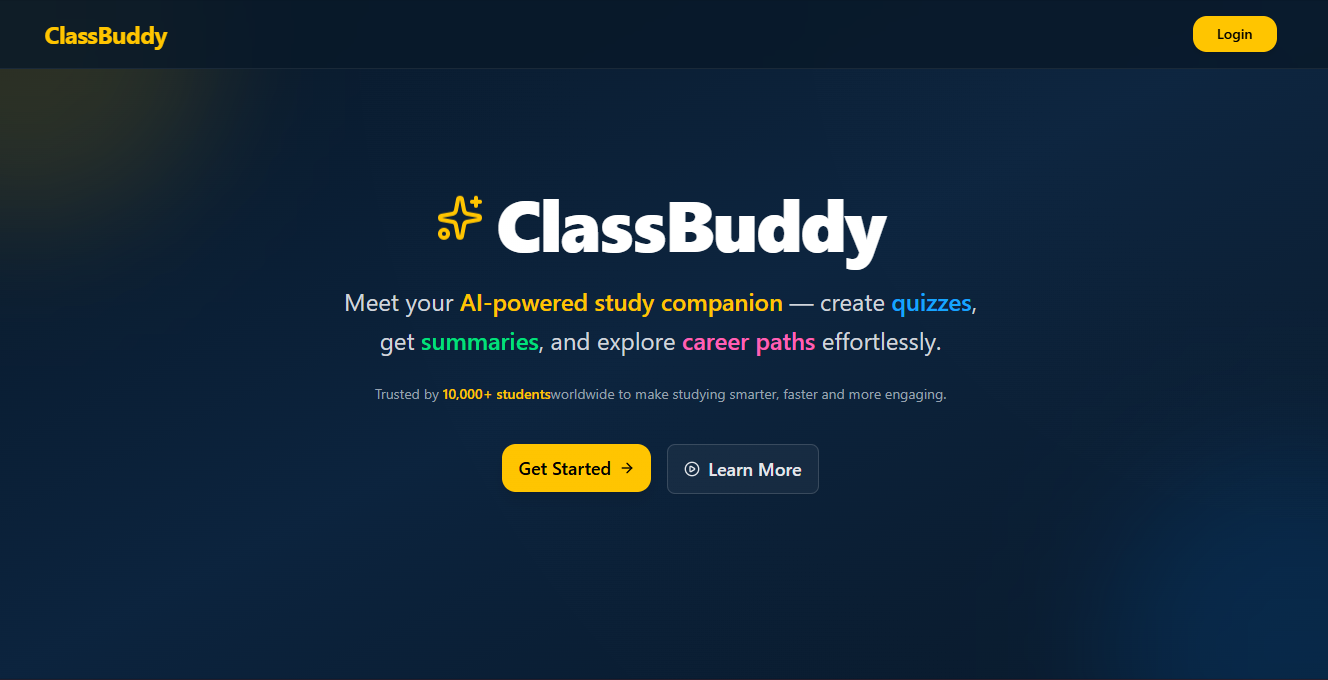 ClassBuddy
Login
ClassBuddy
Meet your AI-powered study companion — create quizzes,
get summaries, and explore career paths effortlessly.
Trusted by 10,000+ studentsworldwide to make studying smarter, faster and more engaging.
Get Started
Learn More